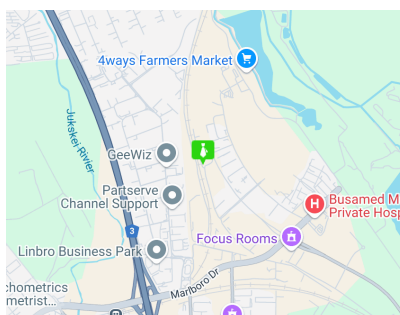 4ways Farmers Market
Jukskei Rivier
GeeWiz
Partserve
Channel Support
H
Busamed M
Private Hosp
3
Focus Rooms
Linbro Business Park
Marlboro Dr
chometrics
metrist...